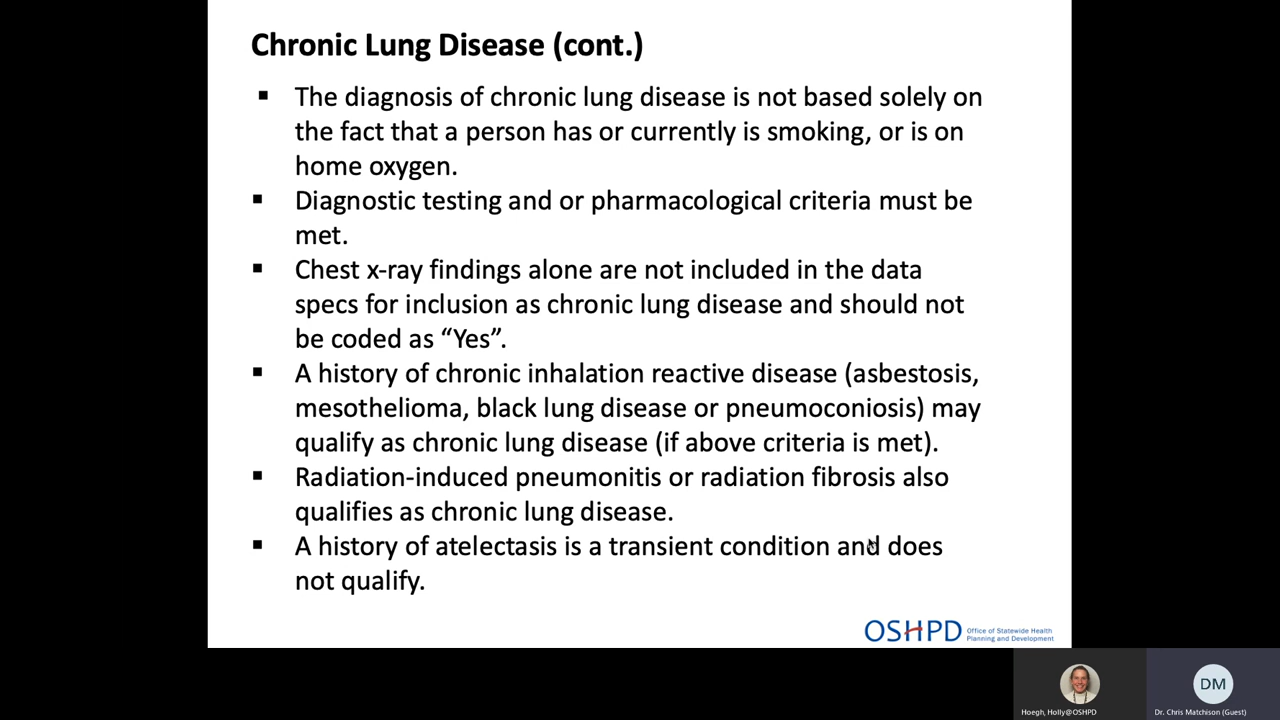 Chronic Lung Disease (cont.)
▪ The diagnosis of chronic lung disease is not based solely on
the fact that a person has or currently is smoking, or is on
home oxygen.
▪ Diagnostic testing and or pharmacological criteria must be
met.
▪ Chest x-ray findings alone are not included in the data
specs for inclusion as chronic lung disease and should not
be coded as “Yes”.
▪ A history of chronic inhalation reactive disease (asbestosis,
mesothelioma, black lung disease or pneumoconiosis) may
qualify as chronic lung disease (if above criteria is met).
▪ Radiation-induced pneumonitis or radiation fibrosis also
qualifies as chronic lung disease.
▪ A history of atelectasis is a transient condition and does
not qualify.
OSHPD
Office of Statewide Health
Planning and Development
DM
Hoegh, Holly@OSHPD
Dr. Chris Matchison (Guest)